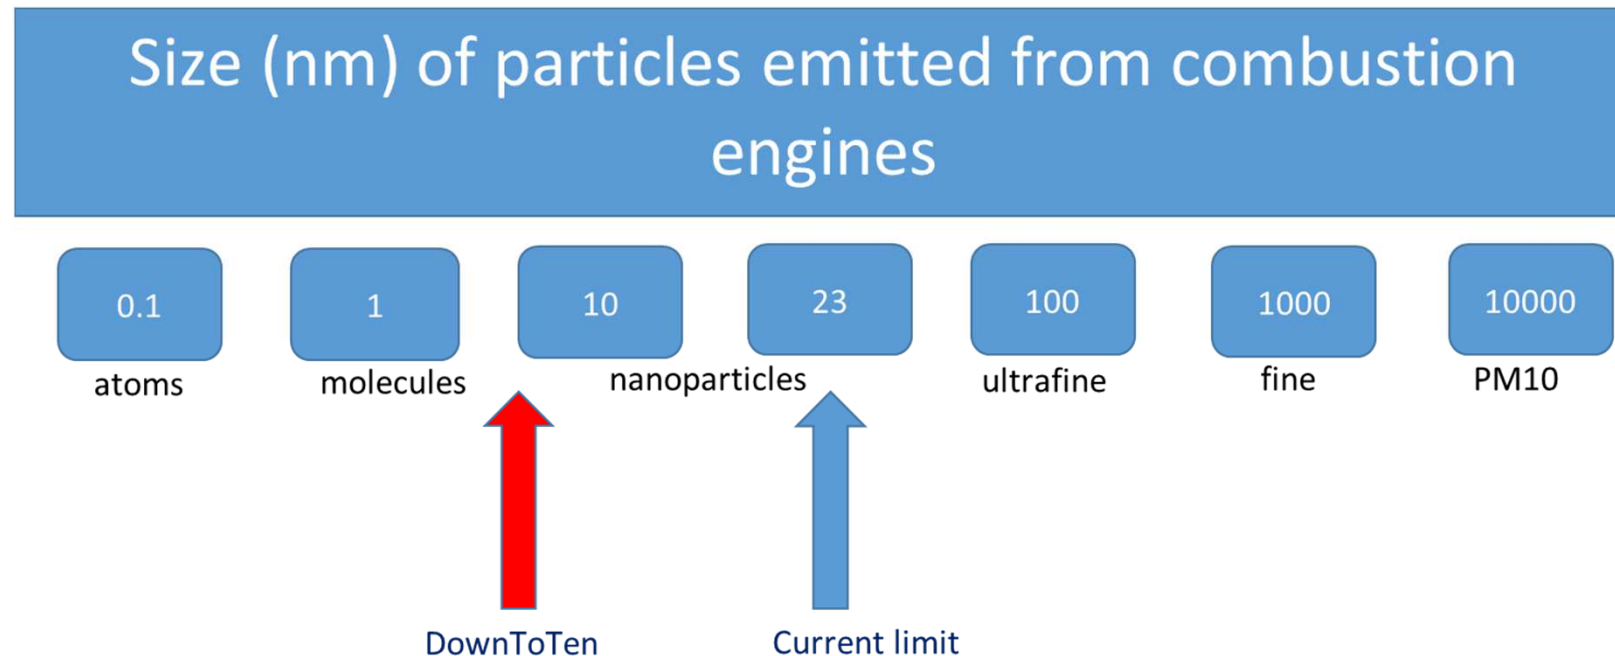 Size (nm) of particles emitted from combustion
engines
0.1 1 10 23 100 1000 10000
atoms molecules nanoparticles ultrafine fine PM10
DownToTen Current limit